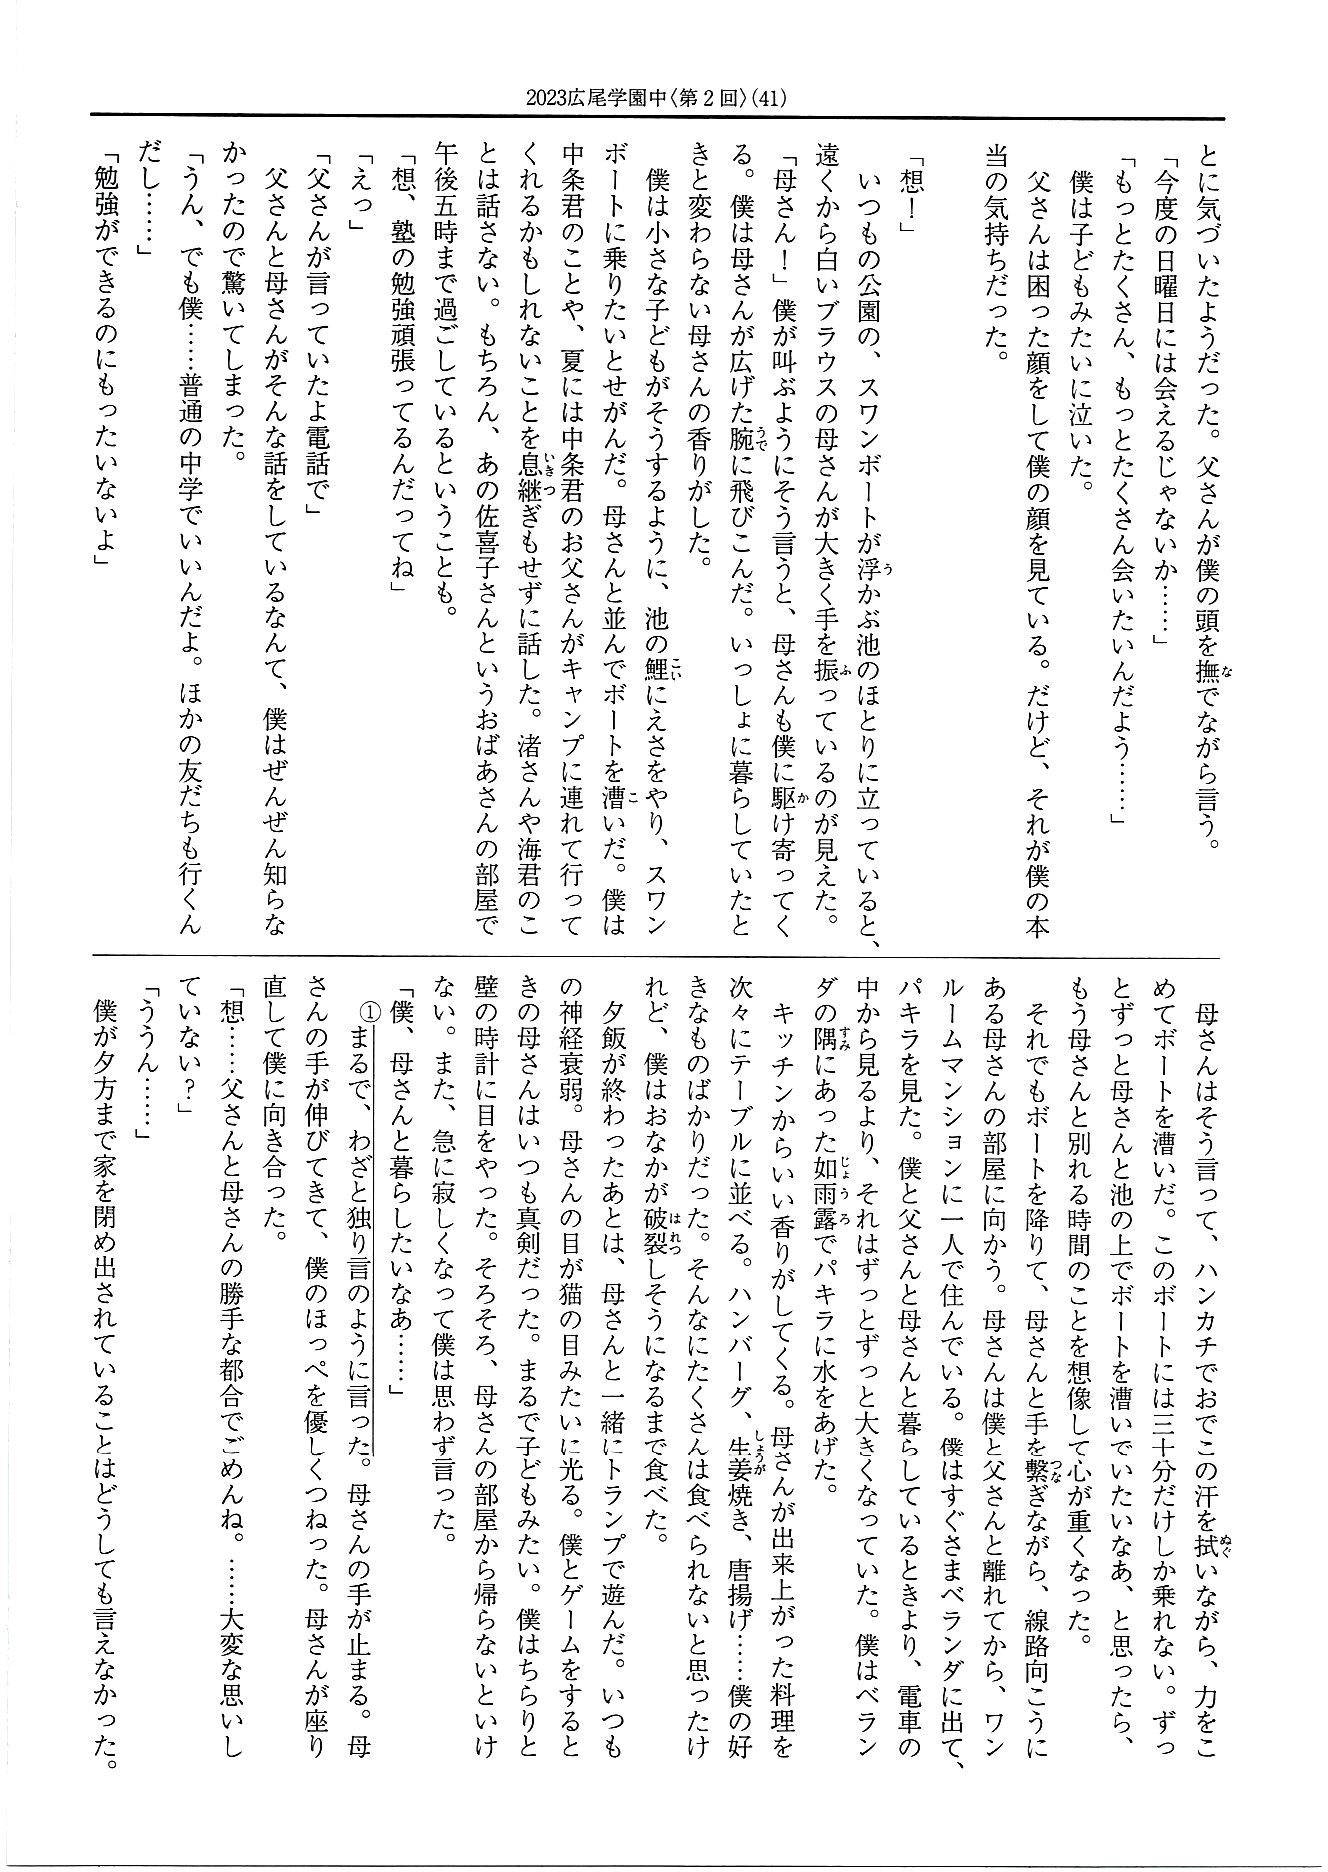 2023広尾学園中〈第2回〉(41)
とに気づいたようだった。父さんが僕の頭を撫でながら言う。
「今度の日曜日には会えるじゃないか……」
「もっとたくさん、もっとたくさん会いたいんだよう……」
僕は子どもみたいに泣いた。
父さんは困った顔をして僕の顔を見ている。だけど、それが僕の本
当の気持ちだった。
「想！」
いつもの公園の、スワンボートが浮かぶ池のほとりに立っていると、
遠くから白いブラウスの母さんが大きく手を振っているのが見えた。
「母さん！」僕が叫ぶようにそう言うと、母さんも僕に駆け寄ってく
る。僕は母さんが広げた腕に飛びこんだ。いっしょに暮らしていたと
きと変わらない母さんの香りがした。
僕は小さな子どもがそうするように、池の鯉にえさをやり、スワン
ボートに乗りたいとせがんだ。母さんと並んでボートを漕いだ。僕は
中条君のことや、夏には中条君のお父さんがキャンプに連れて行って
くれるかもしれないことを息継ぎもせずに話した。渚さんや海君のこ
とは話さない。もちろん、あの佐喜子さんというおばあさんの部屋で
午後五時まで過ごしているということも。
「想、塾の勉強頑張ってるんだってね」
「えっ」
「父さんが言っていたよ電話で」
父さんと母さんがそんな話をしているなんて、僕はぜんぜん知らな
かったので驚いてしまった。
「うん、でも僕……普通の中学でいいんだよ。ほかの友だちも行くん
だし……」
「勉強ができるのにもったいないよ」
母さんはそう言って、ハンカチでおでこの汗を拭いながら、力をこ
めてボートを漕いだ。このボートには三十分だけしか乗れない。ずっ
とずっと母さんと池の上でボートを漕いでいたいなあ、と思ったら、
もう母さんと別れる時間のことを想像して心が重くなった。
それでもボートを降りて、母さんと手を繋ぎながら、線路向こうに
ある母さんの部屋に向かう。母さんは僕と父さんと離れてから、ワン
ルームマンションに一人で住んでいる。僕はすぐさまベランダに出て、
パキラを見た。僕と父さんと母さんと暮らしているときより、電車の
中から見るより、それはずっとずっと大きくなっていた。僕はベラン
ダの隅にあった如雨露でパキラに水をあげた。
キッチンからいい香りがしてくる。母さんが出来上がった料理を
次々にテーブルに並べる。ハンバーグ、生姜焼き、唐揚げ……僕の好
きなものばかりだった。そんなにたくさんは食べられないと思ったけ
れど、僕はおなかが破裂しそうになるまで食べた。
夕飯が終わったあとは、母さんと一緒にトランプで遊んだ。いつも
の神経衰弱。母さんの目が猫の目みたいに光る。僕とゲームをすると
きの母さんはいつも真剣だった。まるで子どもみたい。僕はちらりと
壁の時計に目をやった。そろそろ、母さんの部屋から帰らないといけ
ない。また、急に寂しくなって僕は思わず言った。
「僕、母さんと暮らしたいなあ……」
①まるで、わざと独り言のように言った。母さんの手が止まる。母
さんの手が伸びてきて、僕のほっぺを優しくつねった。母さんが座り
直して僕に向き合った。
「想……父さんと母さんの勝手な都合でごめんね。……大変な思いし
ていない？」
「ううん……」
僕が夕方まで家を閉め出されていることはどうしても言えなかった。